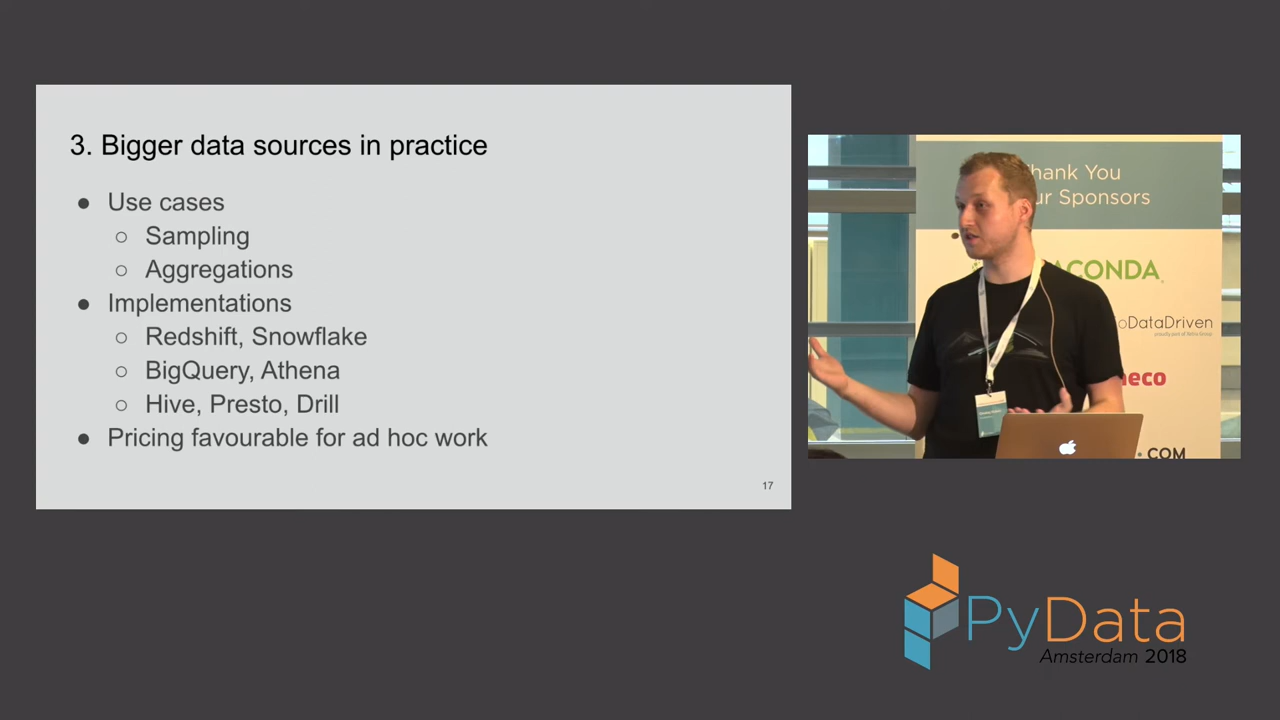 3. Bigger data sources in practice
● Use cases
○ Sampling
○ Aggregations
● Implementations
○ Redshift, Snowflake
○ BigQuery, Athena
○ Hive, Presto, Drill
● Pricing favourable for ad hoc work
17
hank You
ur Sponsors
ACONDA
oDataDriven
eco
.COM
PyData
Amsterdam 2018